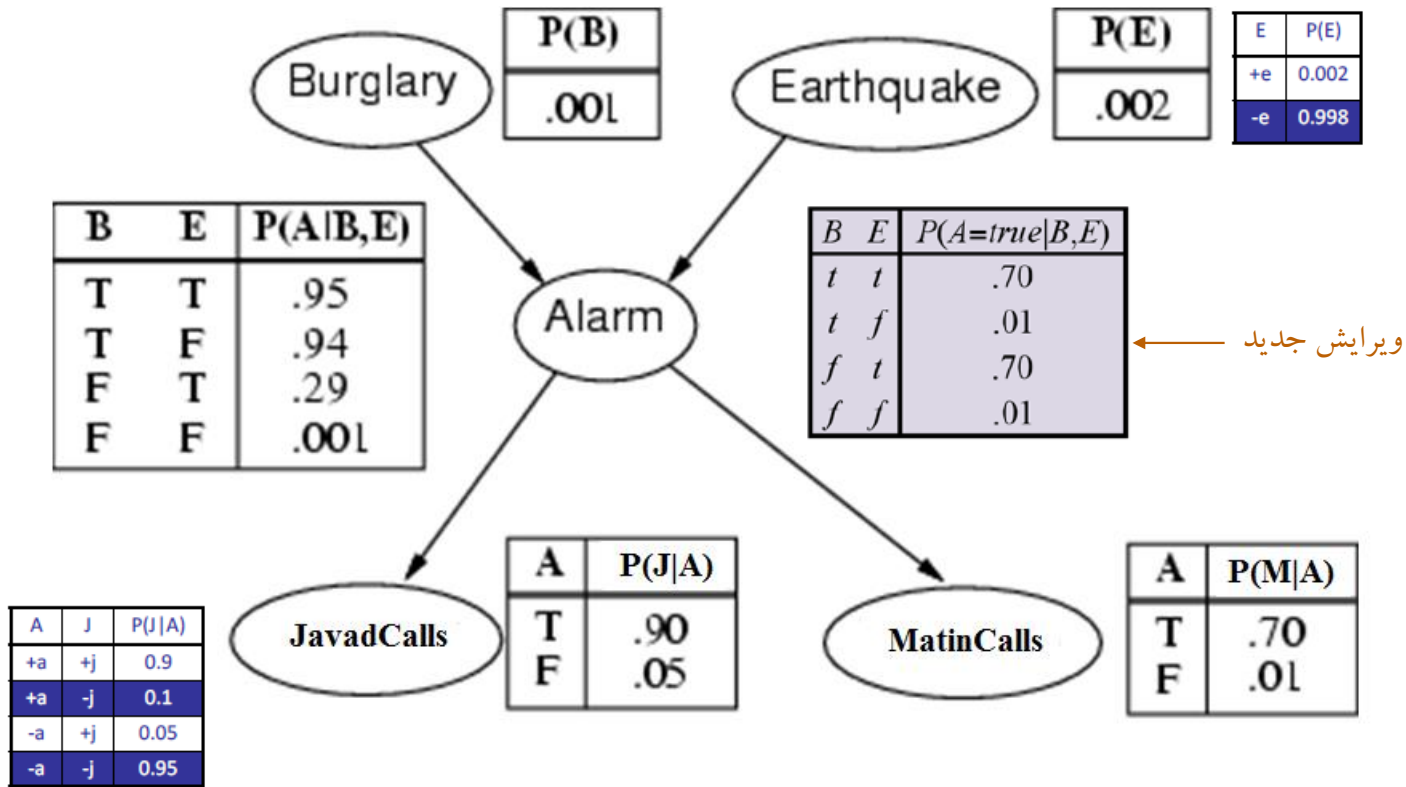 Burglary
P(B)
.001
Earthquake
P(E)
.002
E P(E)
+e 0.002
-e 0.998
B E P(A|B,E)
T T .95
T F .94
F T .29
F F .001
Alarm
B E P(A=true|B,E)
t t .70
t f .01
f t .70
f f .01
ویرایش جدید
JavadCalls
A P(J|A)
T .90
F .05
MatinCalls
A P(M|A)
T .70
F .01
A J P(J|A)
+a +j 0.9
+a -j 0.1
-a +j 0.05
-a -j 0.95